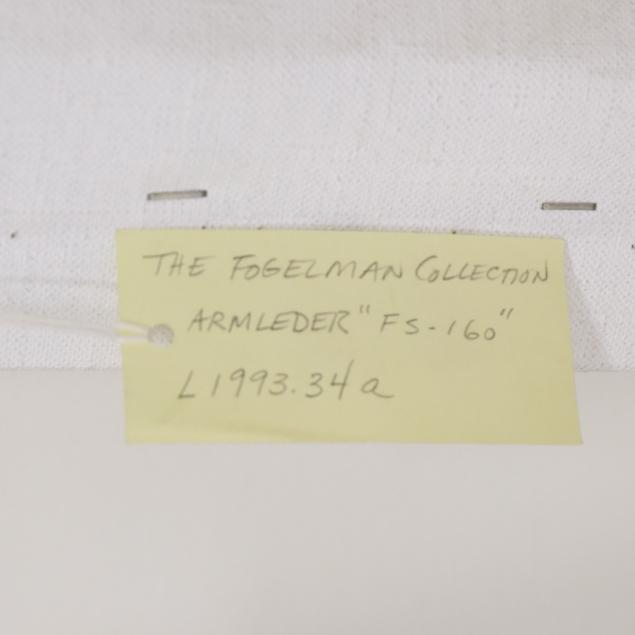 THE FOGELMAN COLLECTION
ARMLEDER "FS-160"
L1993.34a